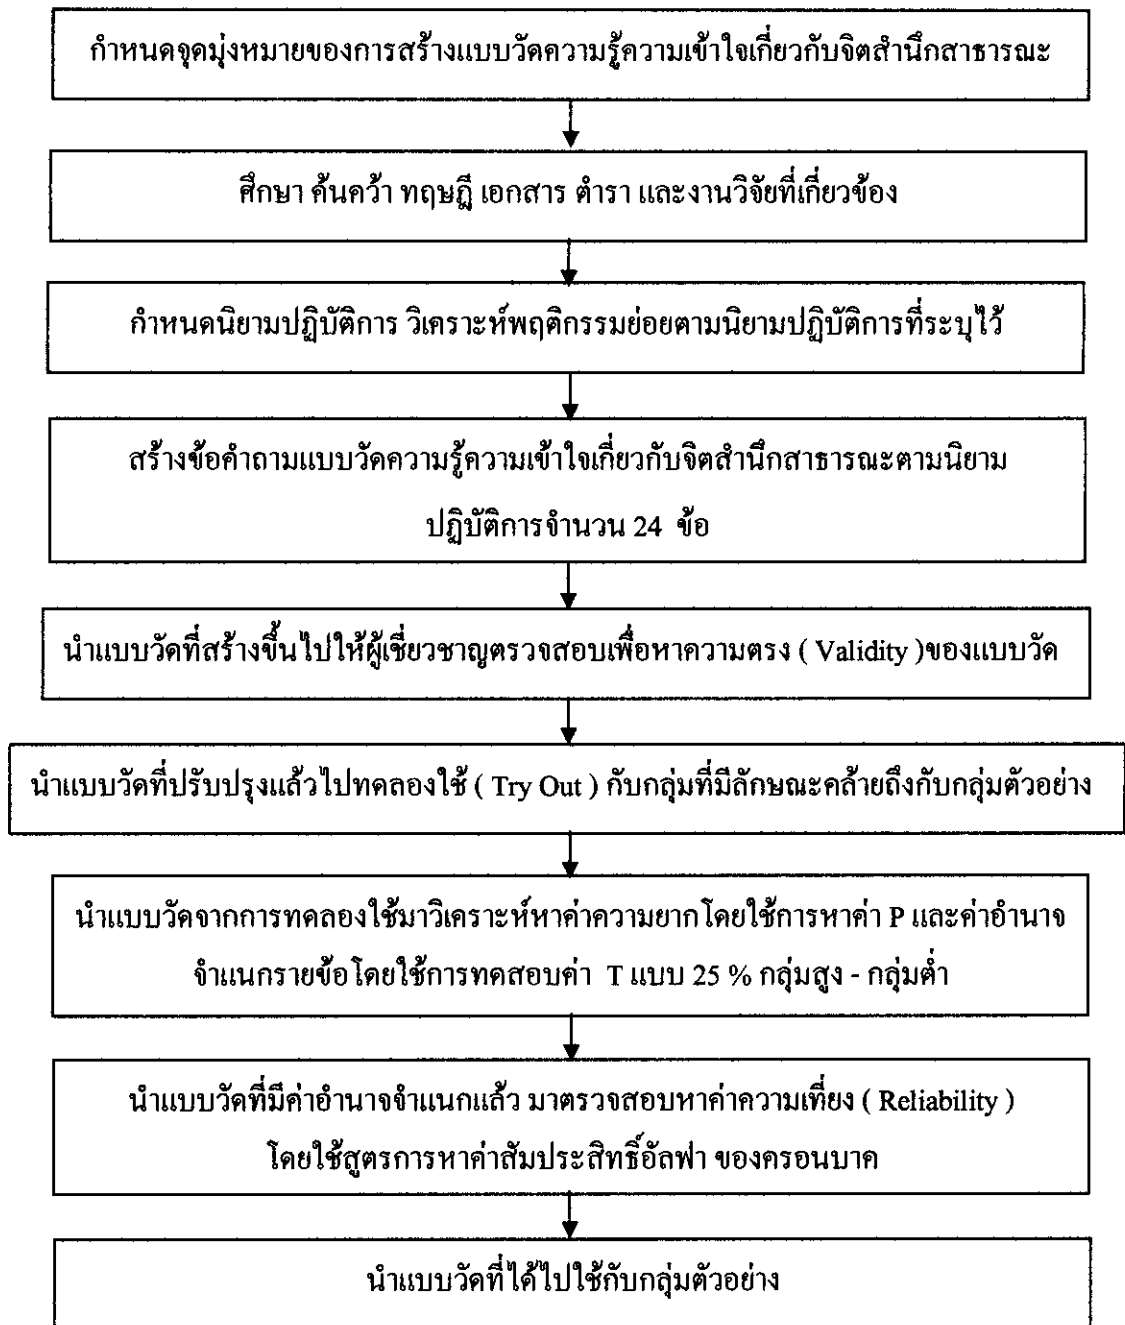 กำหนดจุดมุ่งหมายของการสร้างแบบวัดความรู้ความเข้าใจเกี่ยวกับจิตสำนึกสาธารณะ
ศึกษา ค้นคว้า ทฤษฎี เอกสาร ตำรา และงานวิจัยที่เกี่ยวข้อง
กำหนดนิยามปฏิบัติการ วิเคราะห์พฤติกรรมย่อยตามนิยามปฏิบัติการที่ระบุไว้
สร้างข้อคำถามแบบวัดความรู้ความเข้าใจเกี่ยวกับจิตสำนึกสาธารณะตามนิยาม
ปฏิบัติการจำนวน 24 ข้อ
นำแบบวัดที่สร้างขึ้นไปให้ผู้เชี่ยวชาญตรวจสอบเพื่อหาความตรง ( Validity )ของแบบวัด
นำแบบวัดที่ปรับปรุงแล้วไปทดลองใช้ ( Try Out ) กับกลุ่มที่มีลักษณะคล้ายถึงกับกลุ่มตัวอย่าง
นำแบบวัดจากการทดลองใช้มาวิเคราะห์หาค่าความยากโดยใช้การหาค่า P และค่าอำนาจ
จำแนกรายข้อโดยใช้การทดสอบค่า T แบบ 25 % กลุ่มสูง - กลุ่มต่ำ
นำแบบวัดที่มีค่าอำนาจจำแนกแล้ว มาตรวจสอบหาค่าความเที่ยง ( Reliability )
โดยใช้สูตรการหาค่าสัมประสิทธิ์อัลฟา ของครอนบาค
นำแบบวัดที่ได้ไปใช้กับกลุ่มตัวอย่าง